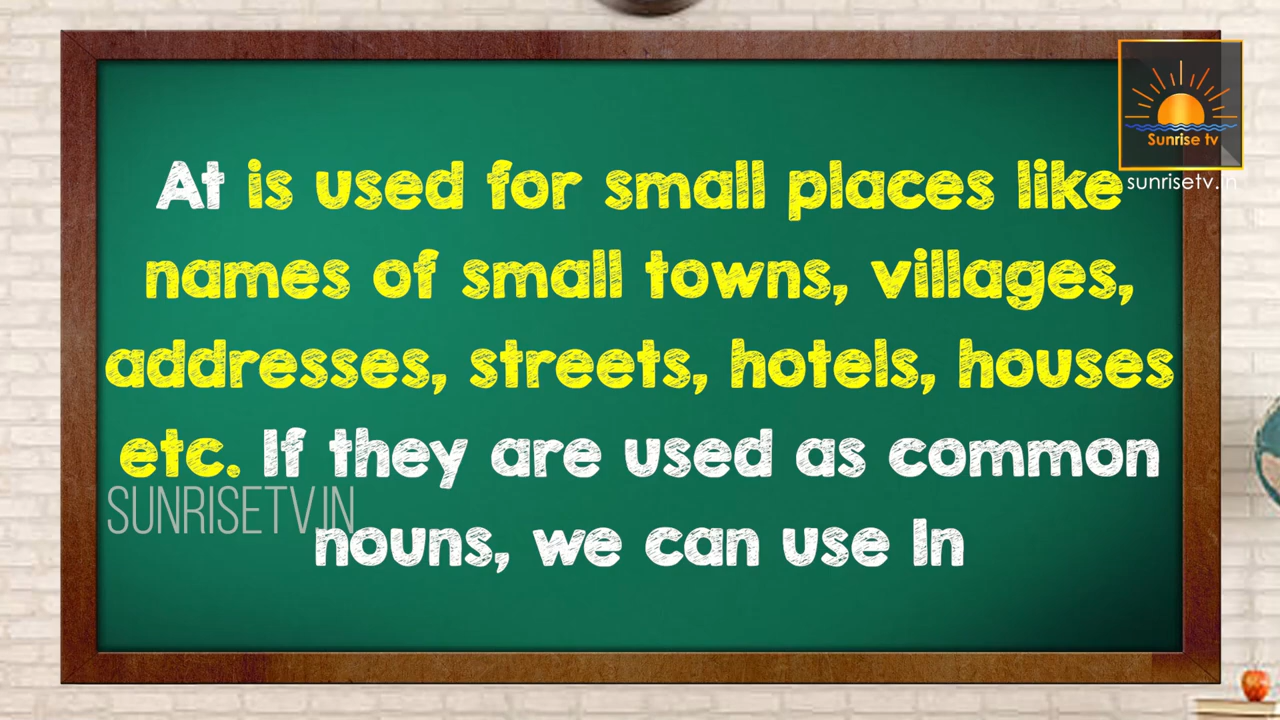 Sunrise tv
sunrisetv.in
At is used for small places like
names of small towns, villages,
addresses, streets, hotels, houses
etc. If they are used as common
SUNRISETV.IN
nouns, we can use In